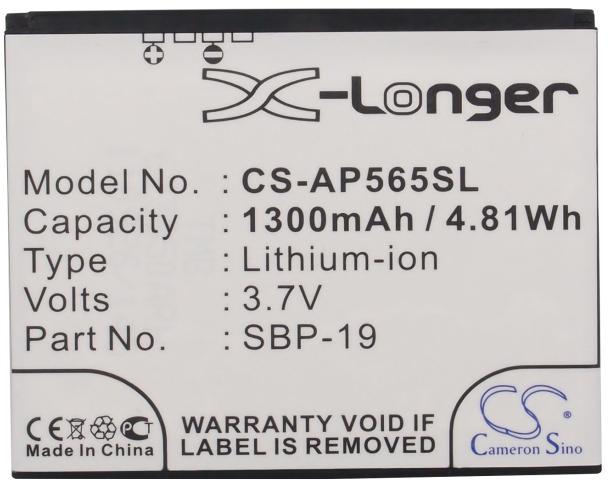 X-Longer
Model No. : CS-AP565SL
Capacity : 1300mAh / 4.81Wh
Type : Lithium-ion
Volts : 3.7V
Part No. : SBP-19
CE
Made In China
WARRANTY VOID IF
LABEL IS REMOVED
CS
Cameron Sino